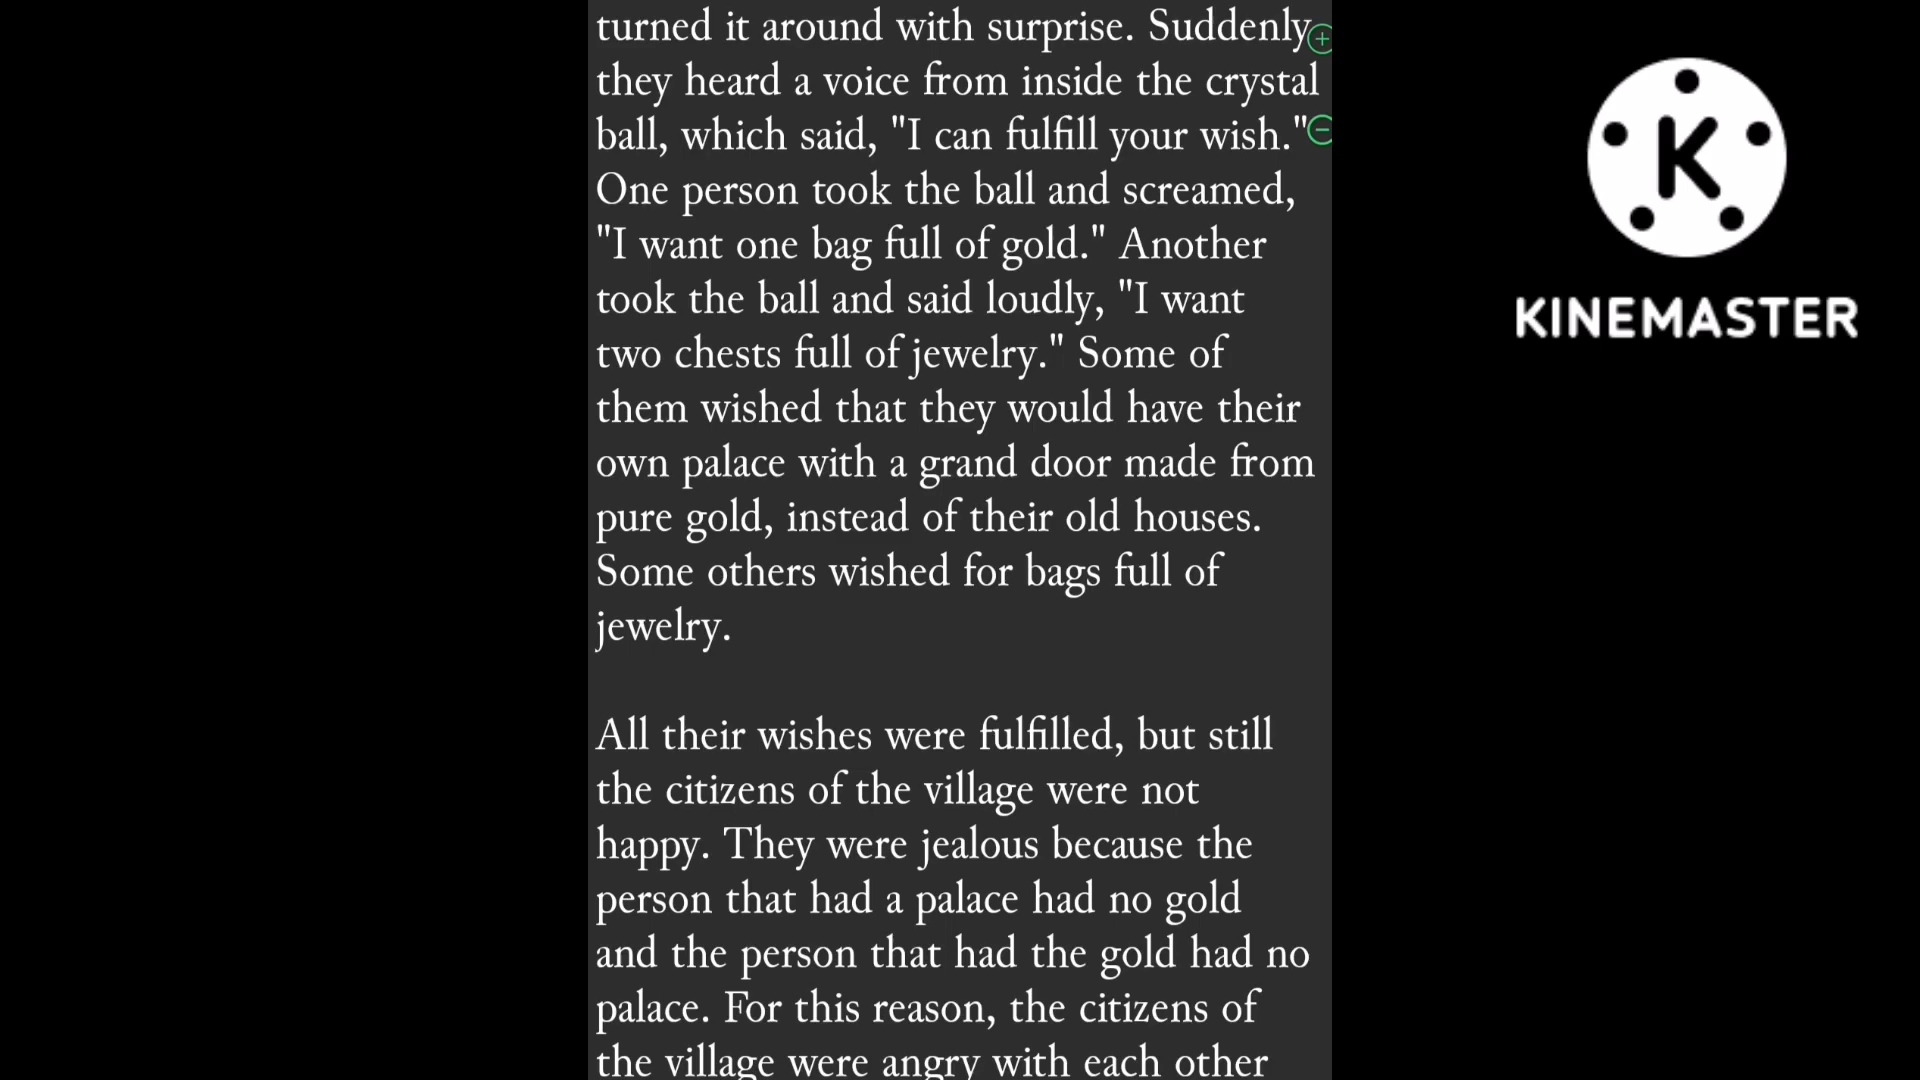 turned it around with surprise. Suddenly
they heard a voice from inside the crystal
ball, which said, "I can fulfill your wish."
One person took the ball and screamed,
"I want one bag full of gold." Another
took the ball and said loudly, "I want
two chests full of jewelry." Some of
them wished that they would have their
own palace with a grand door made from
pure gold, instead of their old houses.
Some others wished for bags full of
jewelry.
All their wishes were fulfilled, but still
the citizens of the village were not
happy. They were jealous because the
person that had a palace had no gold
and the person that had the gold had no
palace. For this reason, the citizens of
the village were angry with each other
K
KINEMASTER